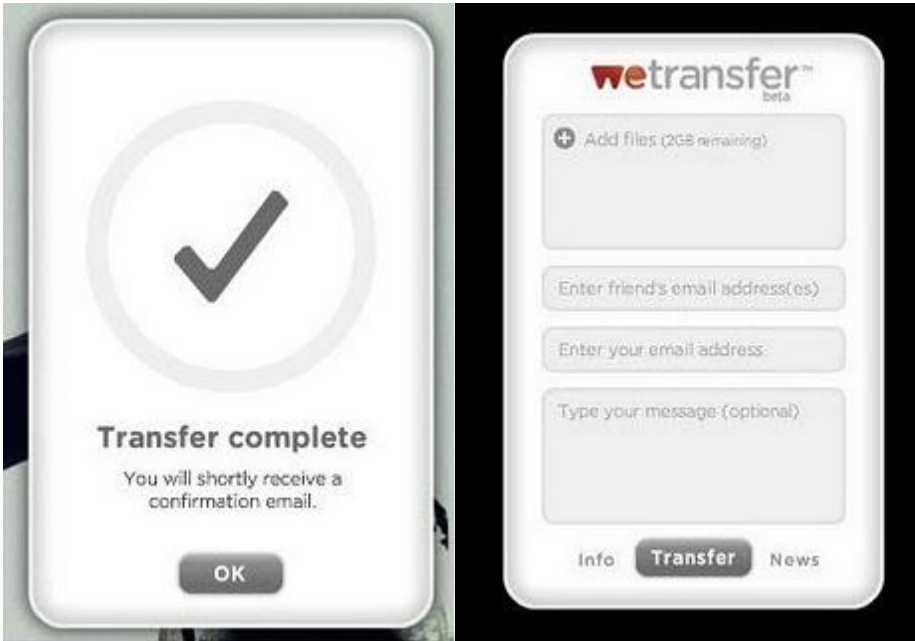 Transfer complete
You will shortly receive a
confirmation email.
OK
wetransfer™
beta
Add files (2GB remaining)
Enter friend's email address(es)
Enter your email address
Type your message (optional)
Info
Transfer
News